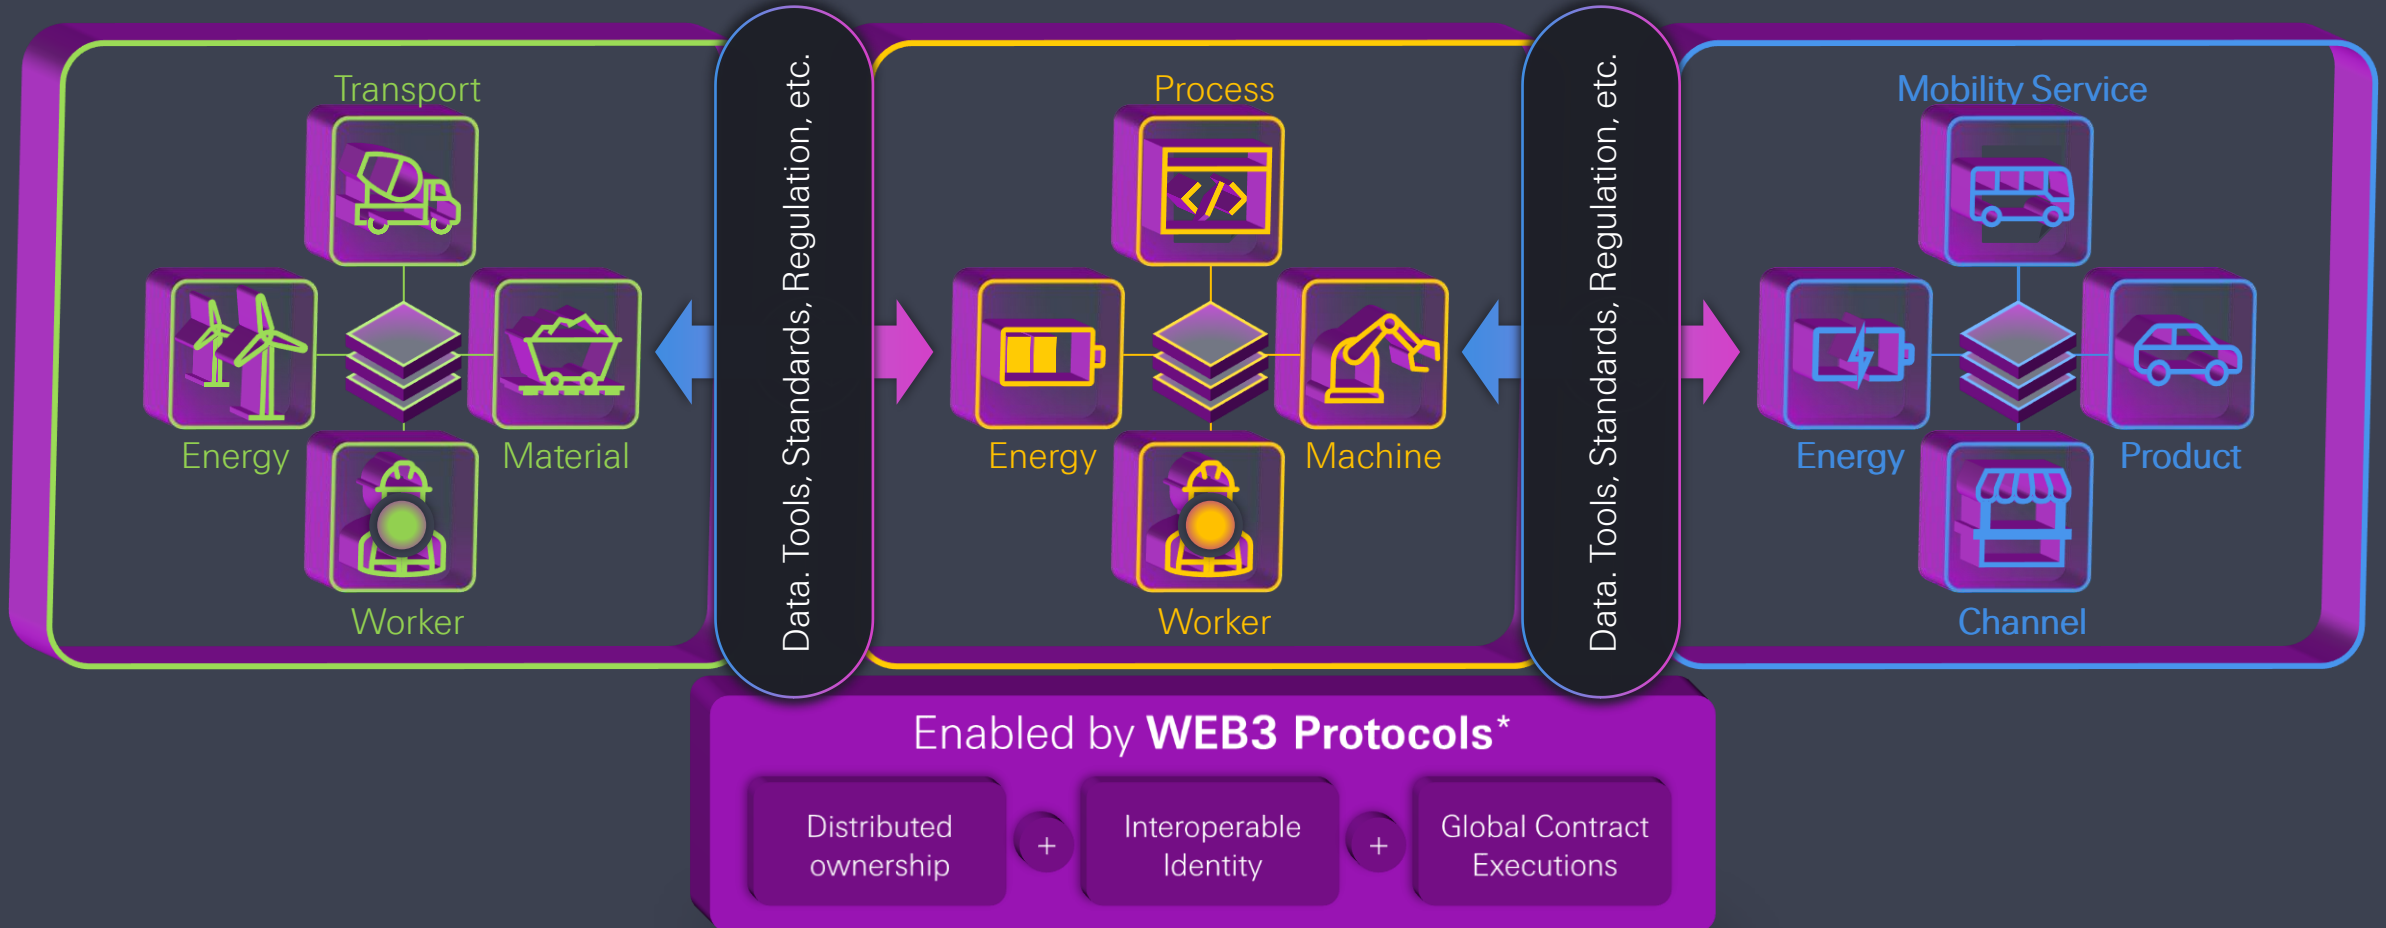 Transport
Energy
Material
Worker
Data. Tools, Standards, Regulation, etc.
Process
Energy
Machine
Worker
Data. Tools, Standards, Regulation, etc.
Mobility Service
Energy
Product
Channel
Enabled by WEB3 Protocols*
Distributed
ownership
+
Interoperable
Identity
+
Global Contract
Executions